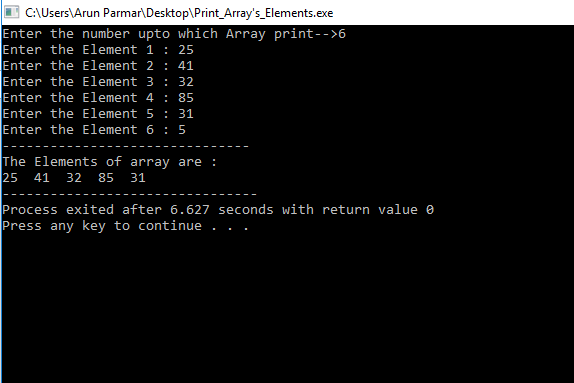 C:\Users\Arun Parmar\Desktop\Print_Array's_Elements.exe
Enter the number upto which Array print-->6
Enter the Element 1 : 25
Enter the Element 2 : 41
Enter the Element 3 : 32
Enter the Element 4 : 85
Enter the Element 5 : 31
Enter the Element 6 : 5
-------------------------------
The Elements of array are :
25  41  32  85  31
--------------------------------
Process exited after 6.627 seconds with return value 0
Press any key to continue . . .